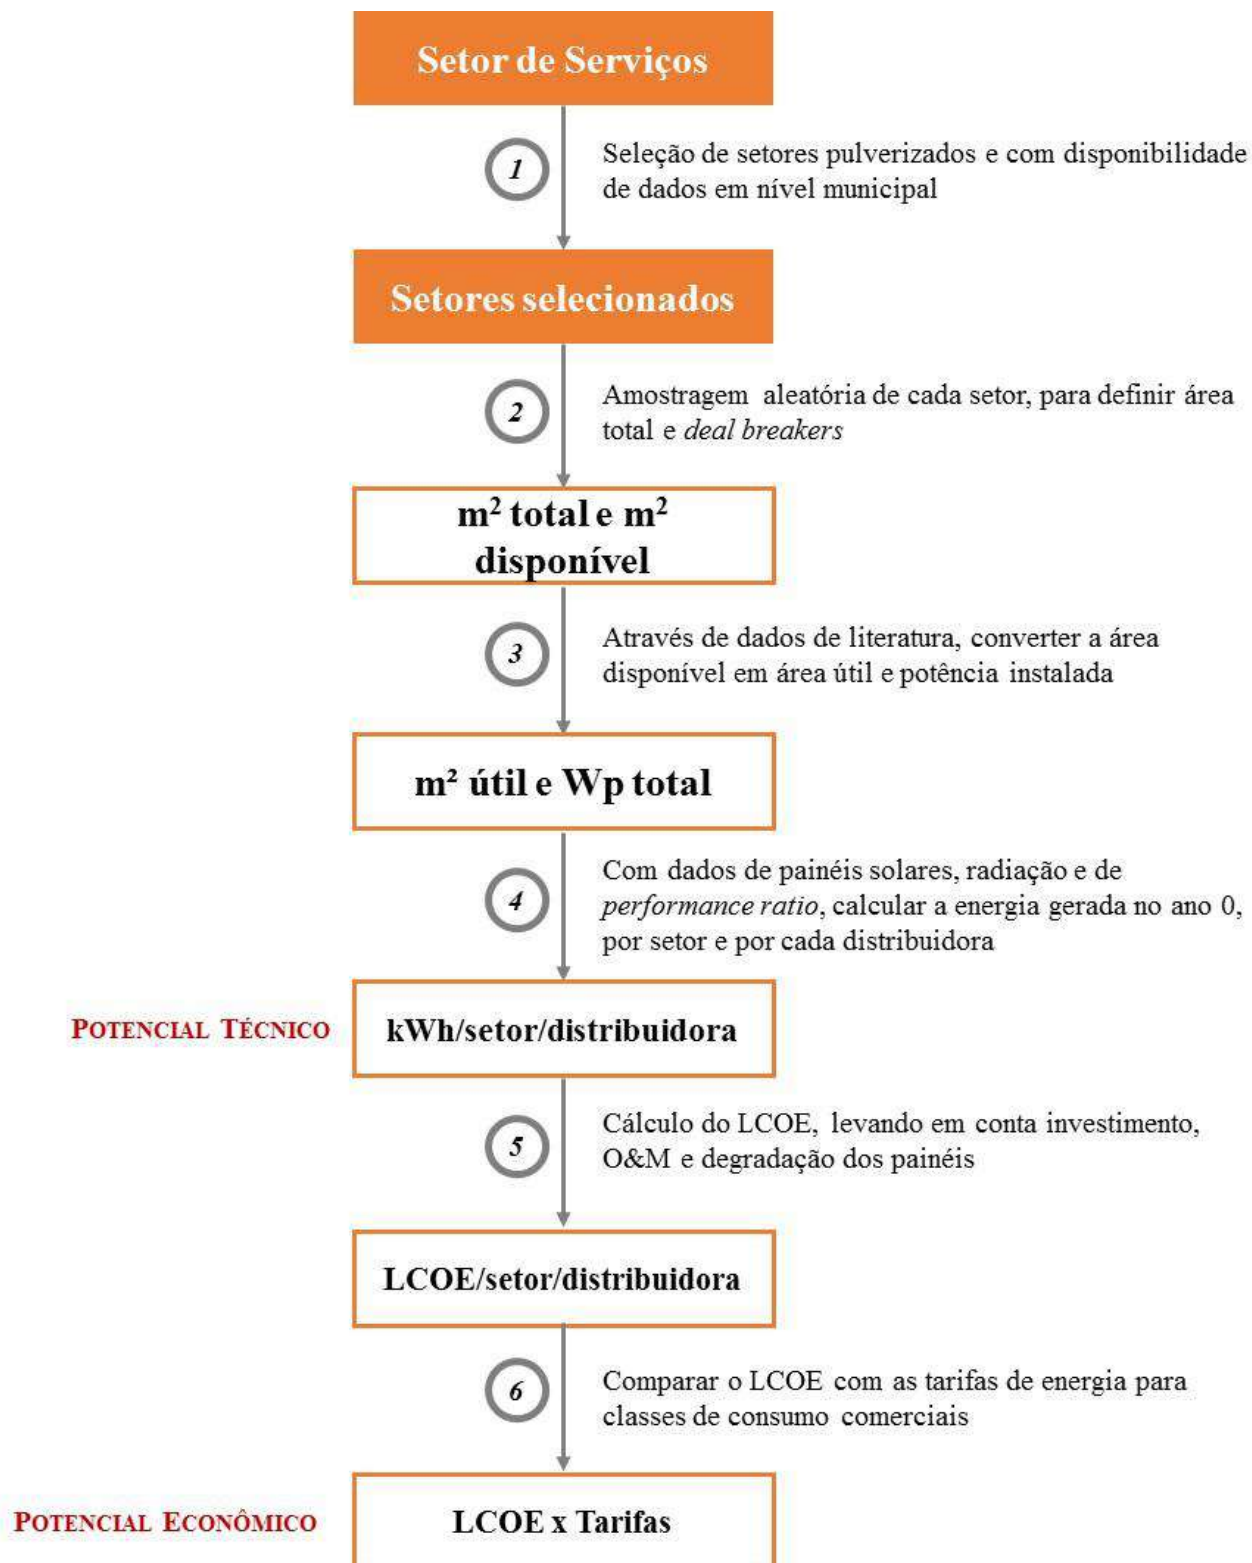 Setor de Serviços
1
Seleção de setores pulverizados e com disponibilidade
de dados em nível municipal
Setores selecionados
2
Amostragem aleatória de cada setor, para definir área
total e deal breakers
m² total e m²
disponível
3
Através de dados de literatura, converter a área
disponível em área útil e potência instalada
m² útil e Wp total
4
Com dados de painéis solares, radiação e de
performance ratio, calcular a energia gerada no ano 0,
por setor e por cada distribuidora
POTENCIAL TÉCNICO
kWh/setor/distribuidora
5
Cálculo do LCOE, levando em conta investimento,
O&M e degradação dos painéis
LCOE/setor/distribuidora
6
Comparar o LCOE com as tarifas de energia para
classes de consumo comerciais
POTENCIAL ECONÔMICO
LCOE x Tarifas